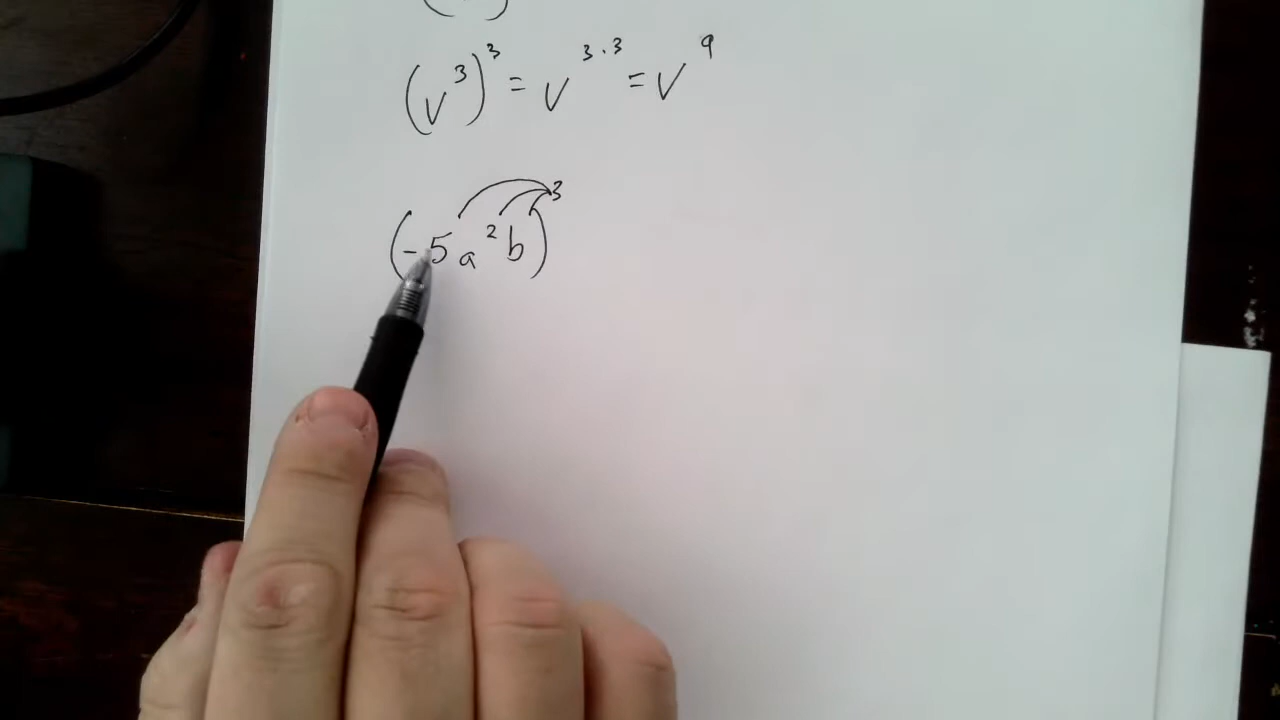 (v³)³ = v³·³ = v⁹
(-5a²b)³